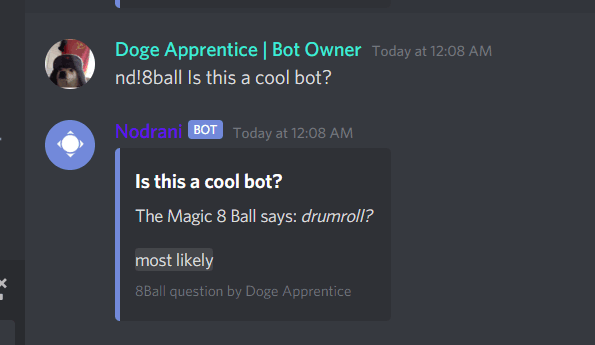 Doge Apprentice | Bot Owner Today at 12:08 AM
nd!8ball Is this a cool bot?
Nodrani BOT Today at 12:08 AM
Is this a cool bot?
The Magic 8 Ball says: drumroll?
most likely
8Ball question by Doge Apprentice